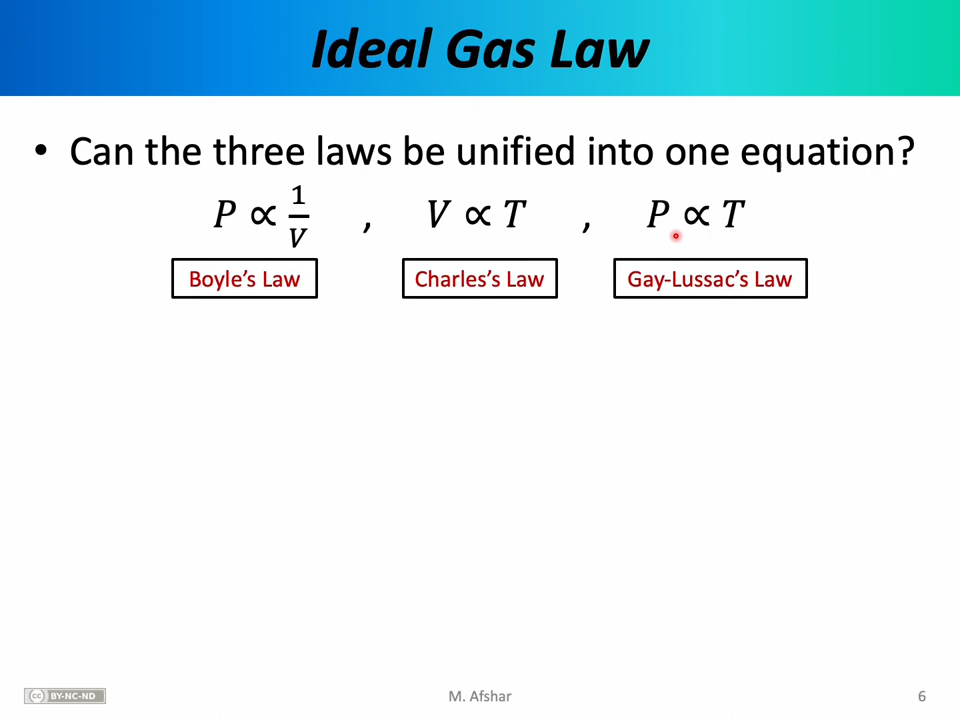 Ideal Gas Law
• Can the three laws be unified into one equation?
P ∝ 1/V , V ∝ T , P ∝ T
Boyle's Law Charles's Law Gay-Lussac's Law
cc BY-NC-ND M. Afshar 6